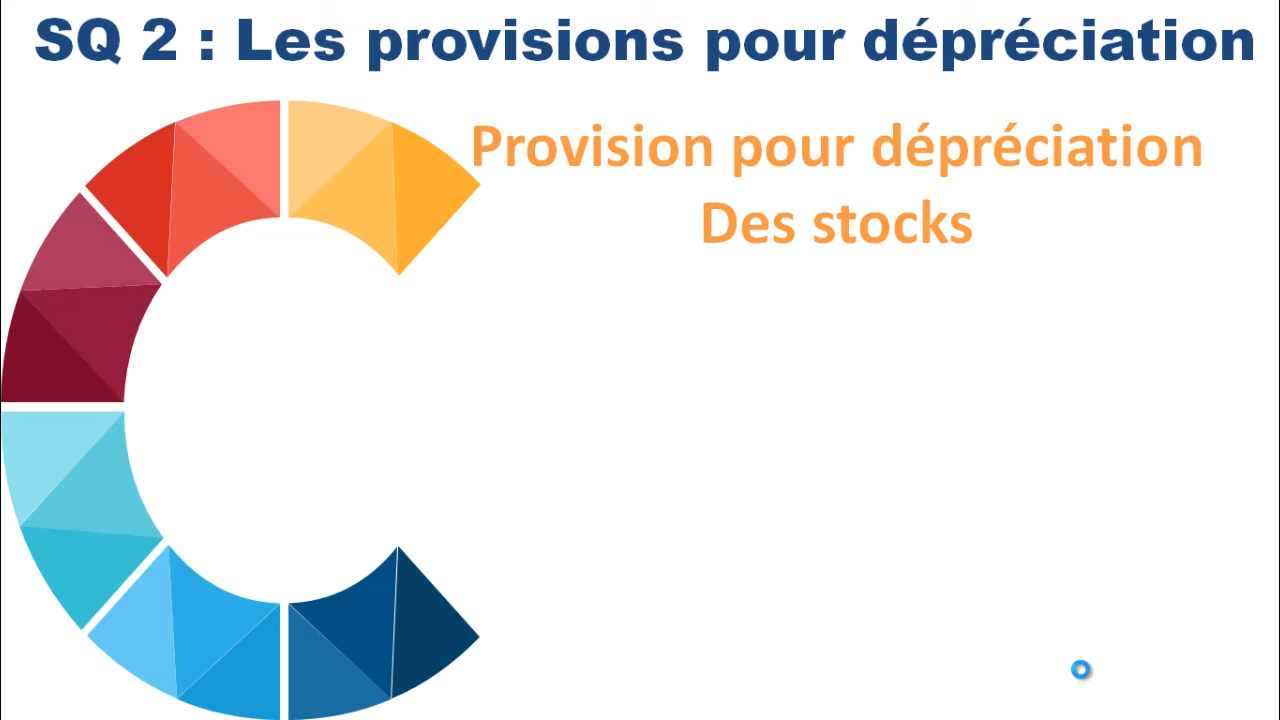 SQ 2 : Les provisions pour dépréciation
Provision pour dépréciation
Des stocks